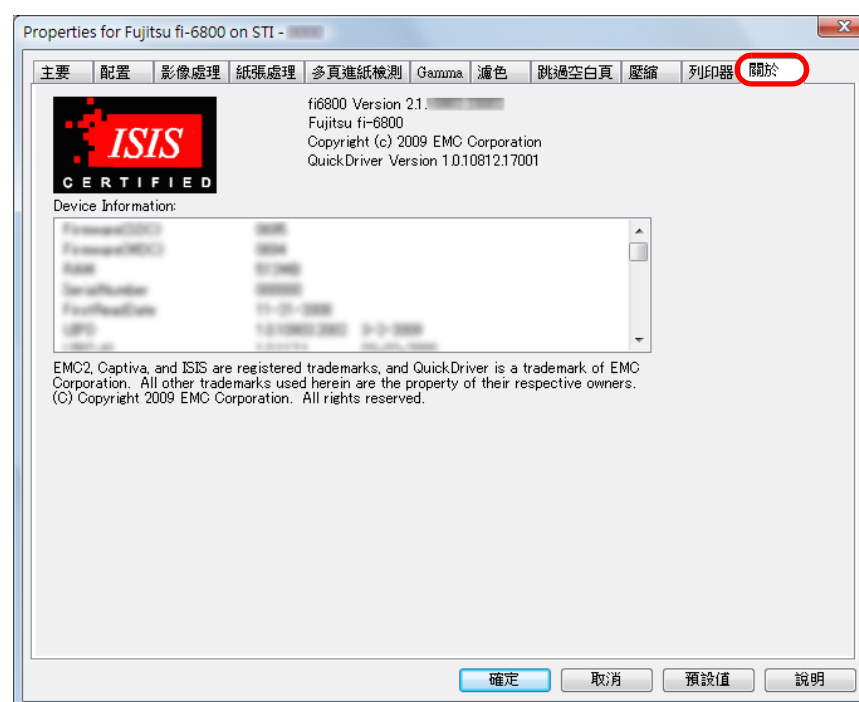 Properties for Fujitsu fi-6800 on STI -
主要 配置 影像處理 紙張處理 多頁進紙檢測 Gamma 濾色 跳過空白頁 壓縮 列印器 關於
ISIS
CERTIFIED
fi6800 Version 2.1.
Fujitsu fi-6800
Copyright (c) 2009 EMC Corporation
QuickDriver Version 1.0.10812.17001
Device Information:
EMC2, Captiva, and ISIS are registered trademarks, and QuickDriver is a trademark of EMC
Corporation. All other trademarks used herein are the property of their respective owners.
(C) Copyright 2009 EMC Corporation. All rights reserved.
確定 取消 預設值 說明